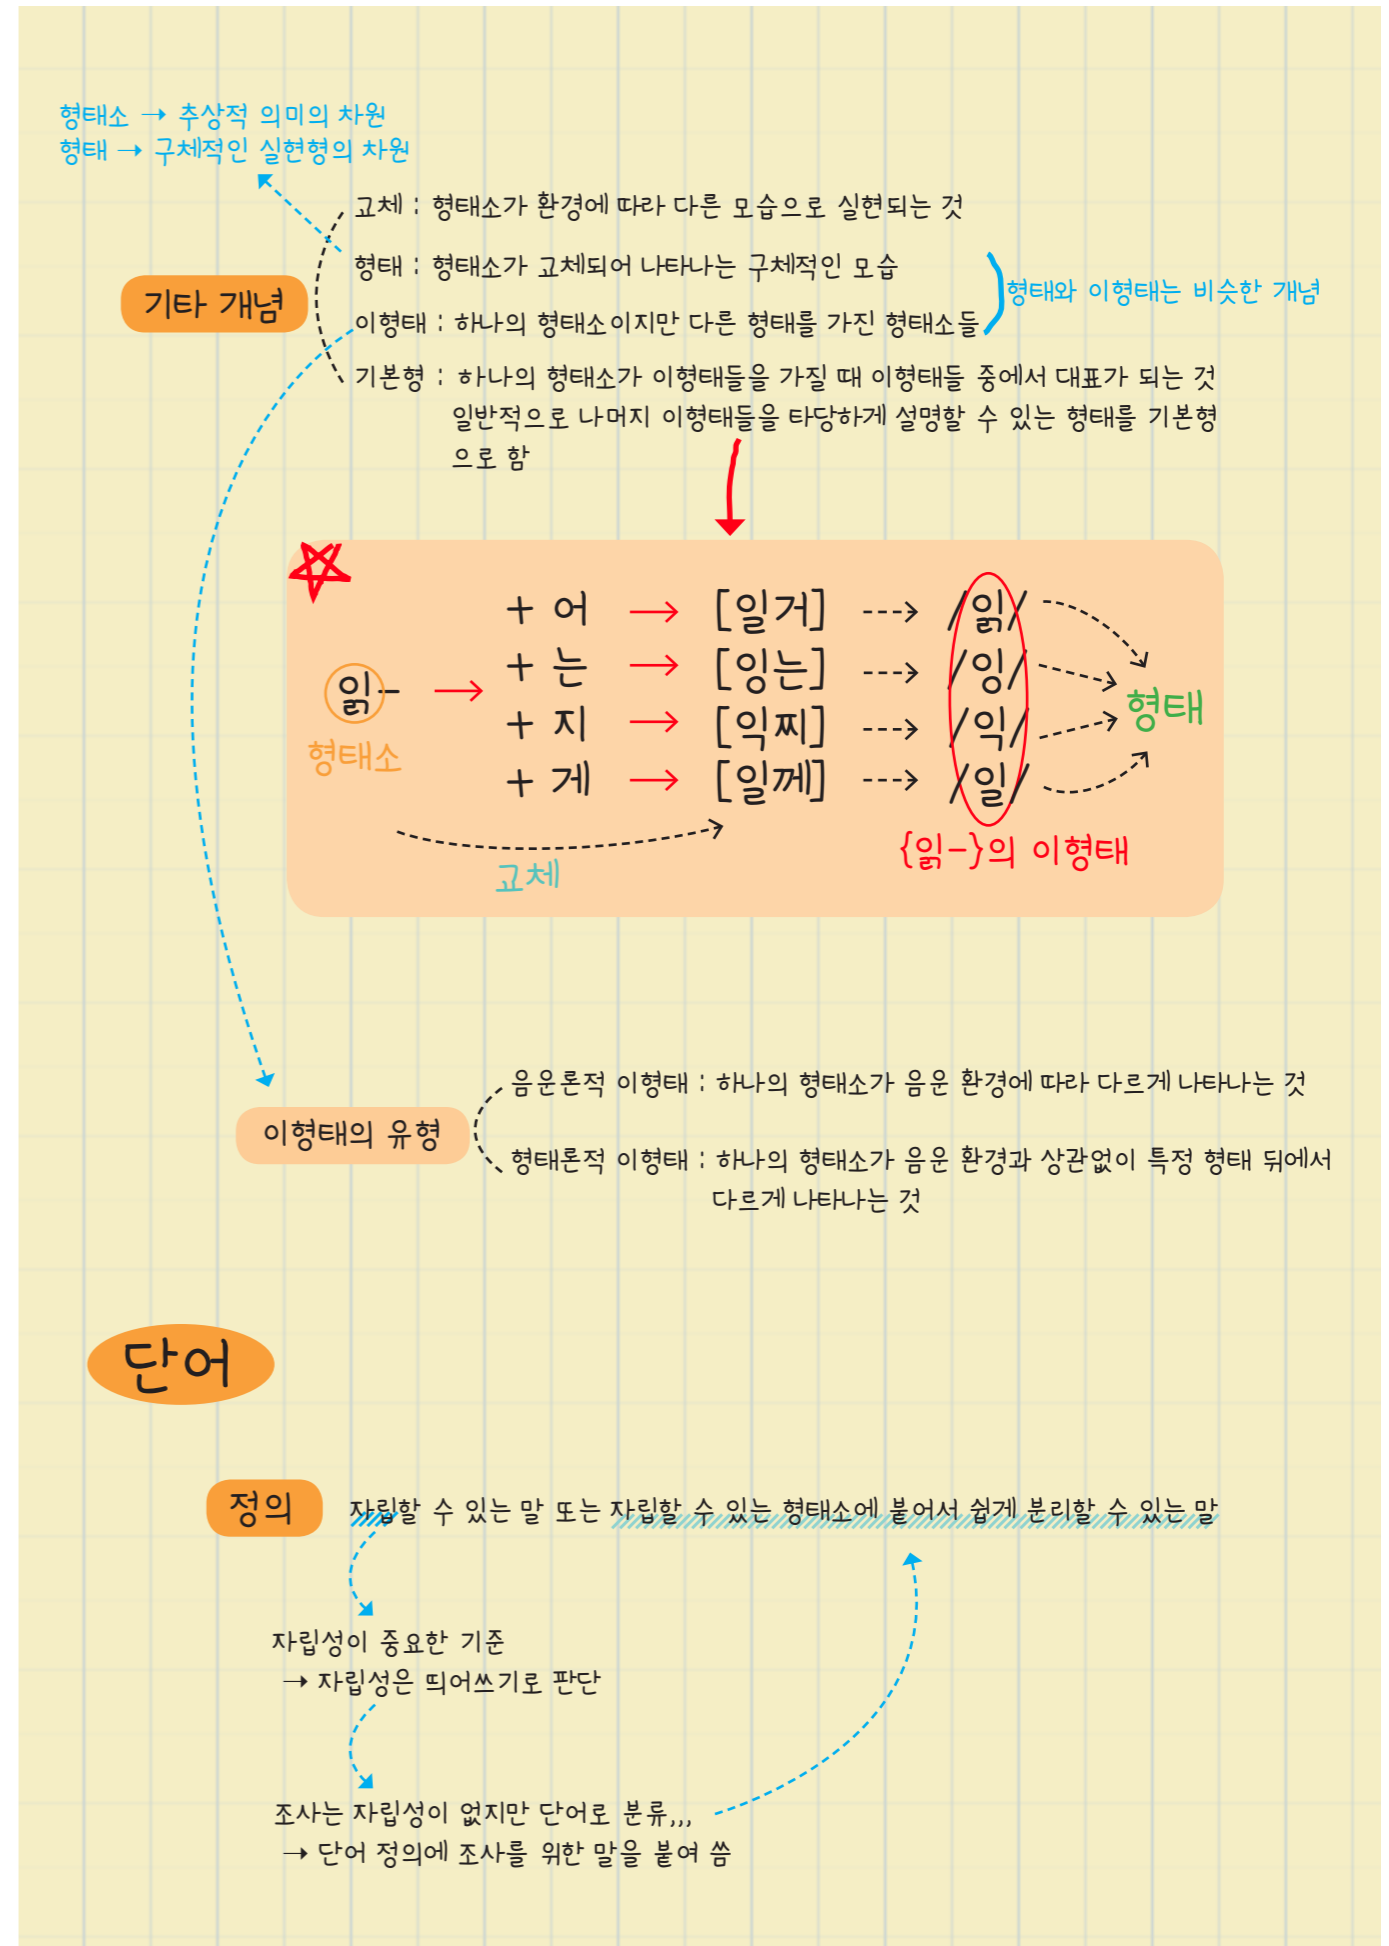 형태소 → 추상적 의미의 차원
형태 → 구체적인 실현형의 차원
기타 개념
교체 : 형태소가 환경에 따라 다른 모습으로 실현되는 것
형태 : 형태소가 교체되어 나타나는 구체적인 모습
이형태 : 하나의 형태소이지만 다른 형태를 가진 형태소들
형태와 이형태는 비슷한 개념
기본형 : 하나의 형태소가 이형태들을 가질 때 이형태들 중에서 대표가 되는 것
일반적으로 나머지 이형태들을 타당하게 설명할 수 있는 형태를 기본형
으로 함
읽-
형태소
+ 어 → [일거] → /읽/
+ 는 → [잉는] → /잉/
+ 지 → [익찌] → /익/
+ 게 → [일께] → /일/
형태
교체
{읽-}의 이형태
이형태의 유형
음운론적 이형태 : 하나의 형태소가 음운 환경에 따라 다르게 나타나는 것
형태론적 이형태 : 하나의 형태소가 음운 환경과 상관없이 특정 형태 뒤에서
다르게 나타나는 것
단어
정의
자립할 수 있는 말 또는 자립할 수 있는 형태소에 붙어서 쉽게 분리할 수 있는 말
자립성이 중요한 기준
→ 자립성은 띄어쓰기로 판단
조사는 자립성이 없지만 단어로 분류,,,
→ 단어 정의에 조사를 위한 말을 붙여 씀